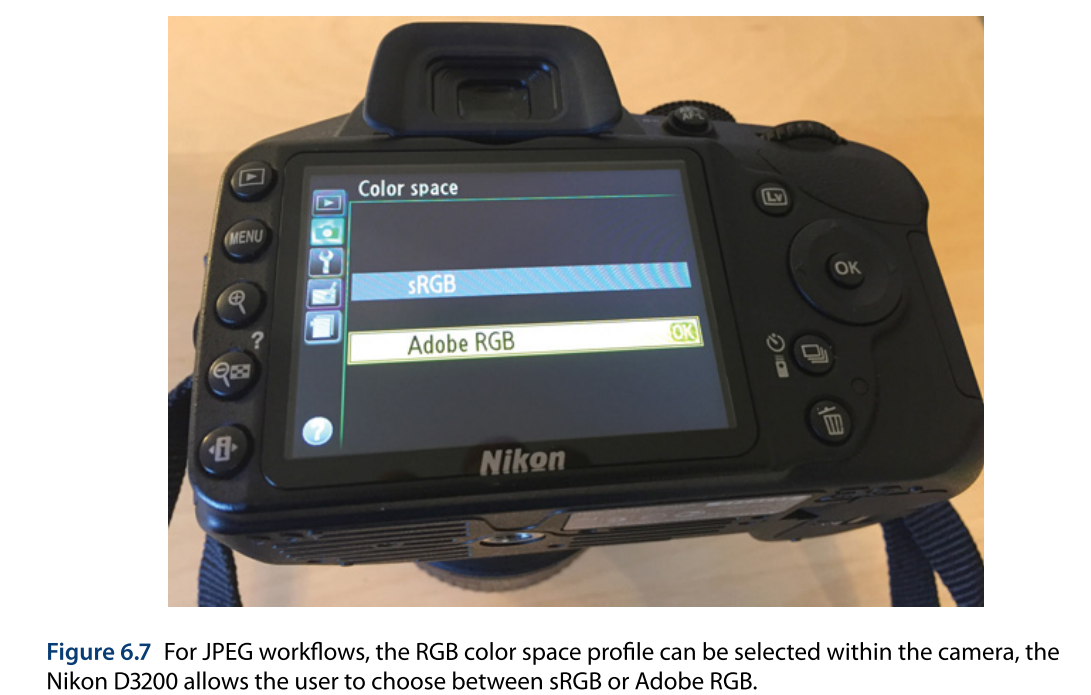 AF-L
Color space
Lv
MENU
OK
sRGB
?
Adobe RGB OK
?
Nikon
Figure 6.7 For JPEG workflows, the RGB color space profile can be selected within the camera, the
Nikon D3200 allows the user to choose between sRGB or Adobe RGB.